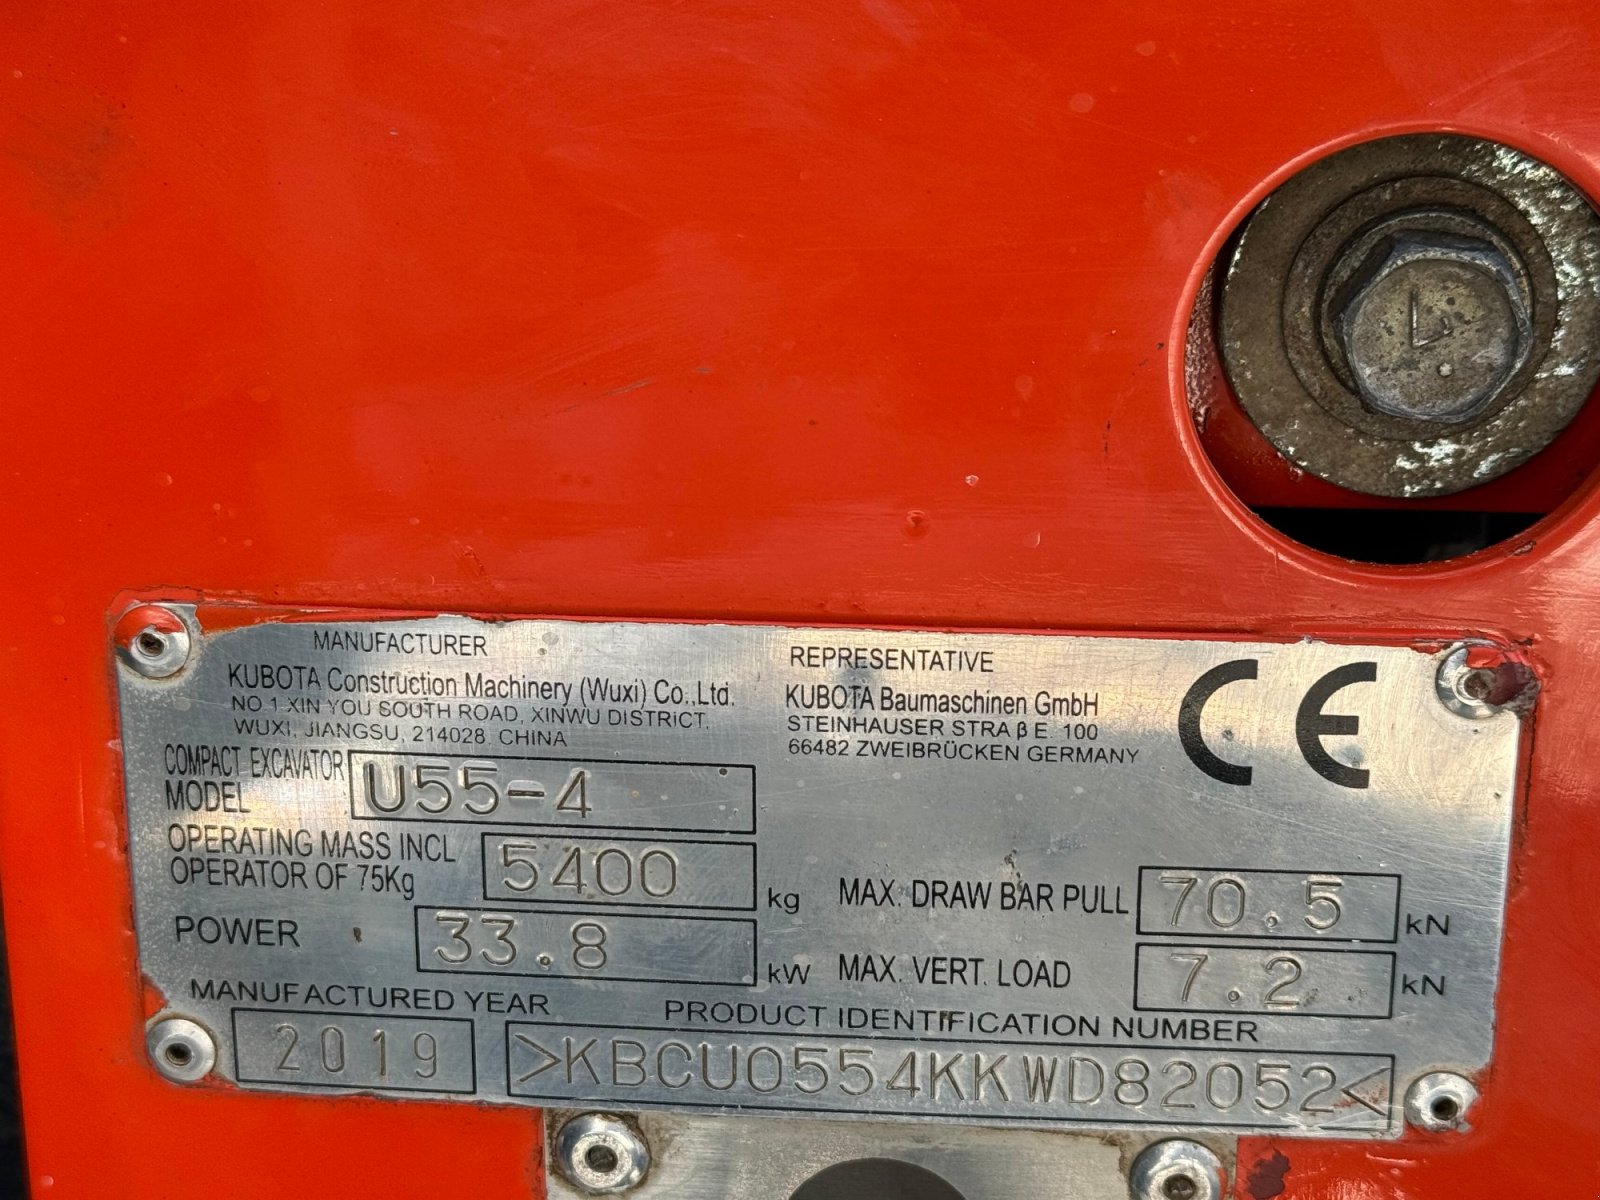 MANUFACTURER
KUBOTA Construction Machinery (Wuxi) Co.,Ltd.
NO.1 XIN YOU SOUTH ROAD, XINWU DISTRICT,
WUXI, JIANGSU, 214028, CHINA
REPRESENTATIVE
KUBOTA Baumaschinen GmbH
STEINHAUSER STRAβE. 100
66482 ZWEIBRÜCKEN GERMANY
CE
COMPACT EXCAVATOR
MODEL U55-4
OPERATING MASS INCL
OPERATOR OF 75Kg 5400 kg
POWER 33.8 kW
MAX. DRAW BAR PULL 70.5 kN
MAX. VERT. LOAD 7.2 kN
MANUFACTURED YEAR
2019
PRODUCT IDENTIFICATION NUMBER
>KBCU0554KKWD82052<